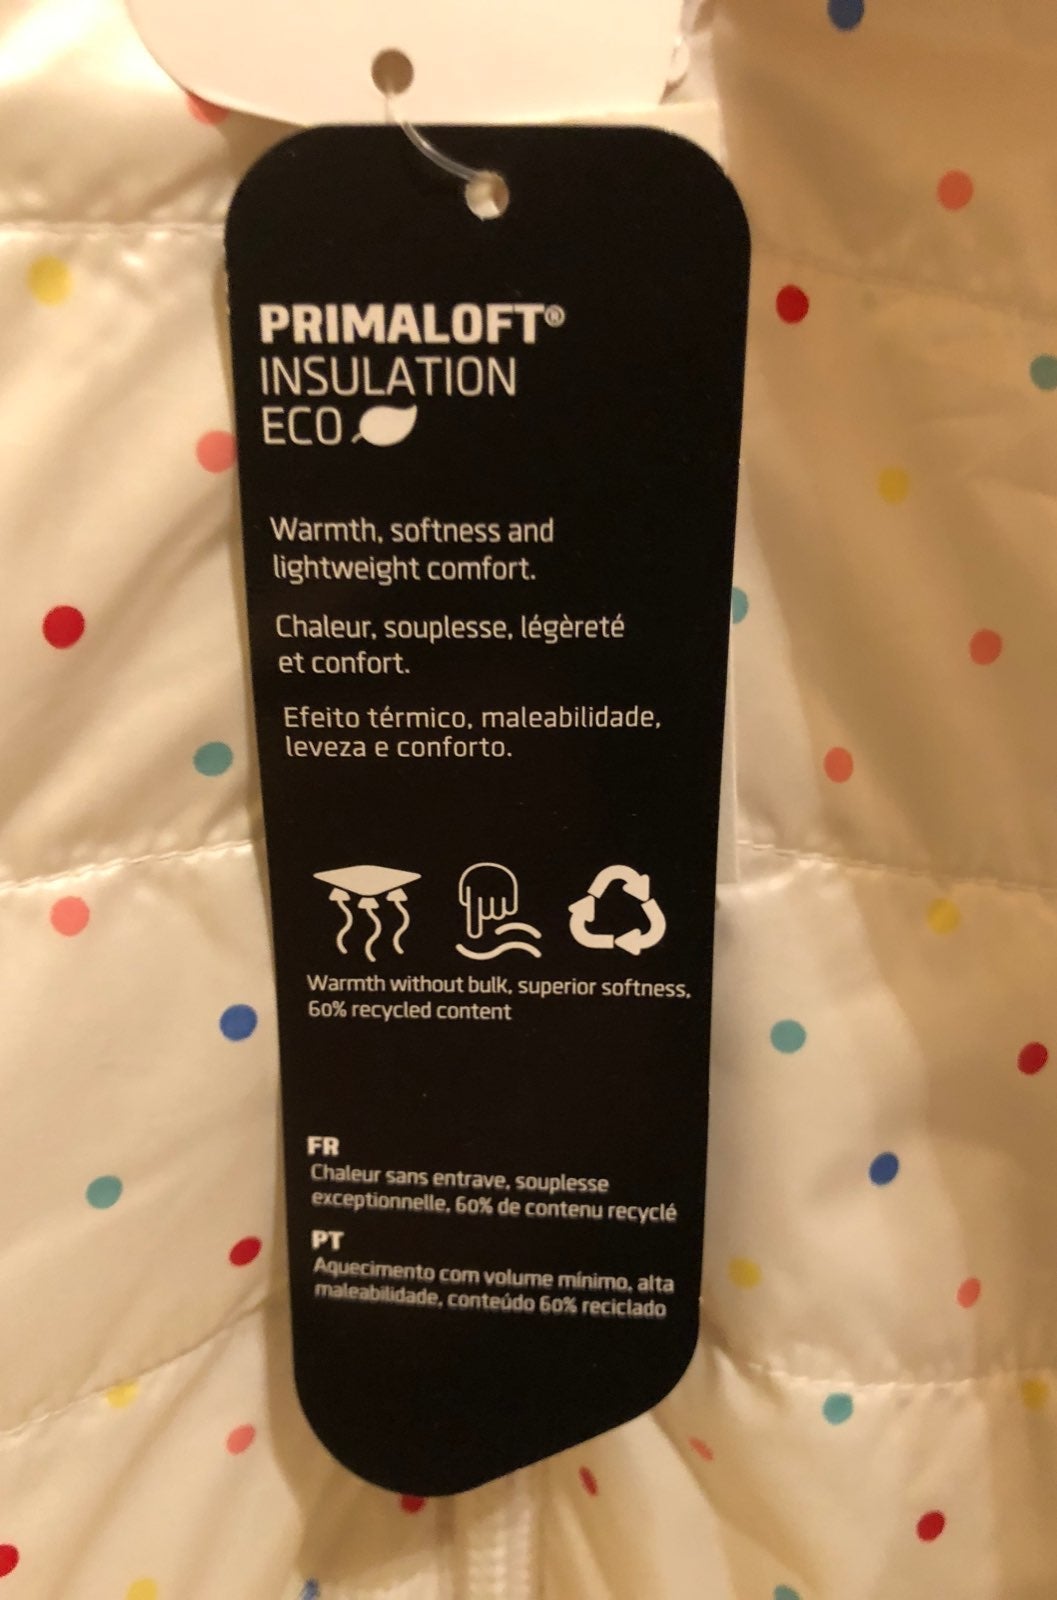 PRIMALOFT®
INSULATION
ECO
Warmth, softness and
lightweight comfort.
Chaleur, souplesse, légèreté
et confort.
Efeito térmico, maleabilidade,
leveza e conforto.
Warmth without bulk, superior softness,
60% recycled content
FR
Chaleur sans entrave, souplesse
exceptionnelle, 60% de contenu recyclé
PT
Aquecimento com volume mínimo, alta
maleabilidade, conteúdo 60% reciclado